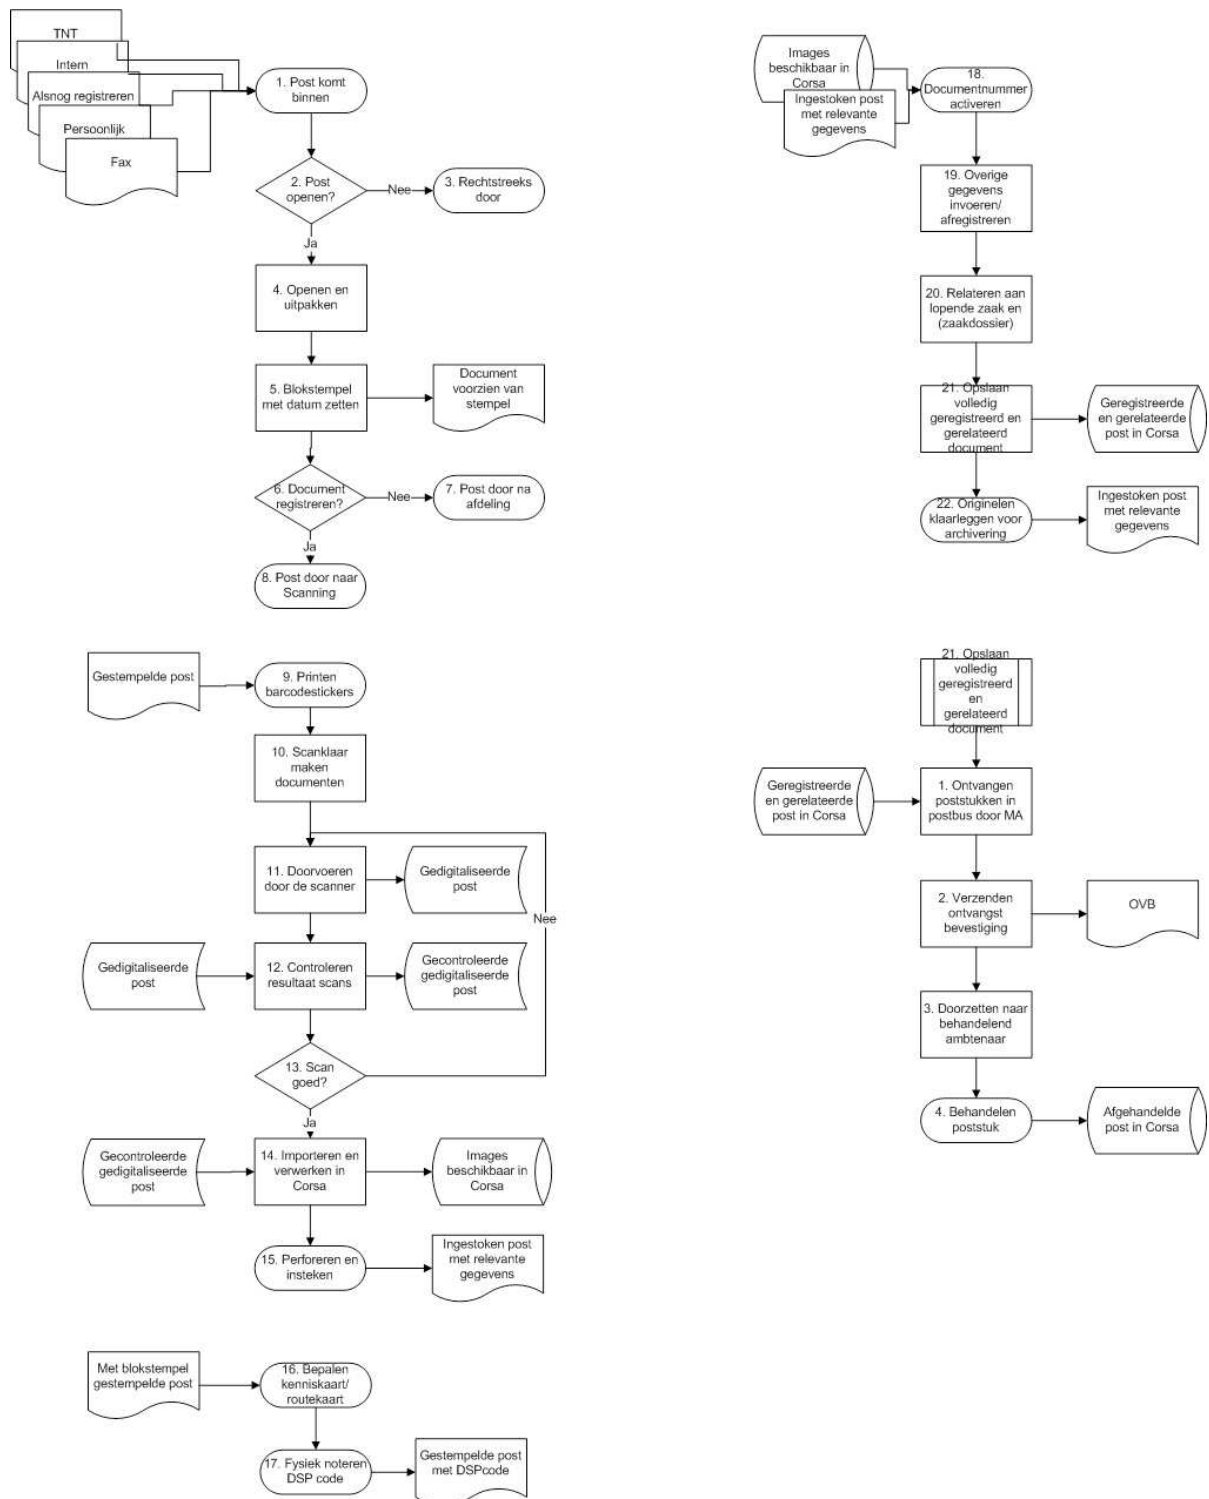 TNT
Intern
Alsnog registreren
Persoonlijk
Fax
1. Post komt
binnen
2. Post
openen?
Nee
3. Rechtstreeks
door
Ja
4. Openen en
uitpakken
5. Blokstempel
met datum zetten
Document
voorzien van
stempel
6. Document
registreren?
Nee
7. Post door na
afdeling
Ja
8. Post door naar
Scanning
Gestempelde post
9. Printen
barcodestickers
10. Scanklaar
maken
documenten
11. Doorvoeren
door de scanner
Gedigitaliseerde
post
Nee
Gedigitaliseerde
post
12. Controleren
resultaat scans
Gecontroleerde
gedigitaliseerde
post
13. Scan
goed?
Ja
Gecontroleerde
gedigitaliseerde
post
14. Importeren en
verwerken in
Corsa
Images
beschikbaar in
Corsa
15. Perforeren en
insteken
Ingestoken post
met relevante
gegevens
Met blokstempel
gestempelde post
16. Bepalen
kenniskaart/
routekaart
17. Fysiek noteren
DSP code
Gestempelde post
met DSPcode
Images
beschikbaar in
Corsa
Ingestoken post
met relevante
gegevens
18.
Documentnummer
activeren
19. Overige
gegevens
invoeren/
afregistreren
20. Relateren aan
lopende zaak en
(zaakdossier)
21. Opslaan
volledig
geregistreerd en
gerelateerd
document
Geregistreerde
en gerelateerde
post in Corsa
22. Originelen
klaarleggen voor
archivering
Ingestoken post
met relevante
gegevens
21. Opslaan
volledig
geregistreerd
en
gerelateerd
document
Geregistreerde
en gerelateerde
post in Corsa
1. Ontvangen
poststukken in
postbus door MA
2. Verzenden
ontvangst
bevestiging
OVB
3. Doorzetten naar
behandelend
ambtenaar
4. Behandelen
poststuk
Afgehandelde
post in Corsa